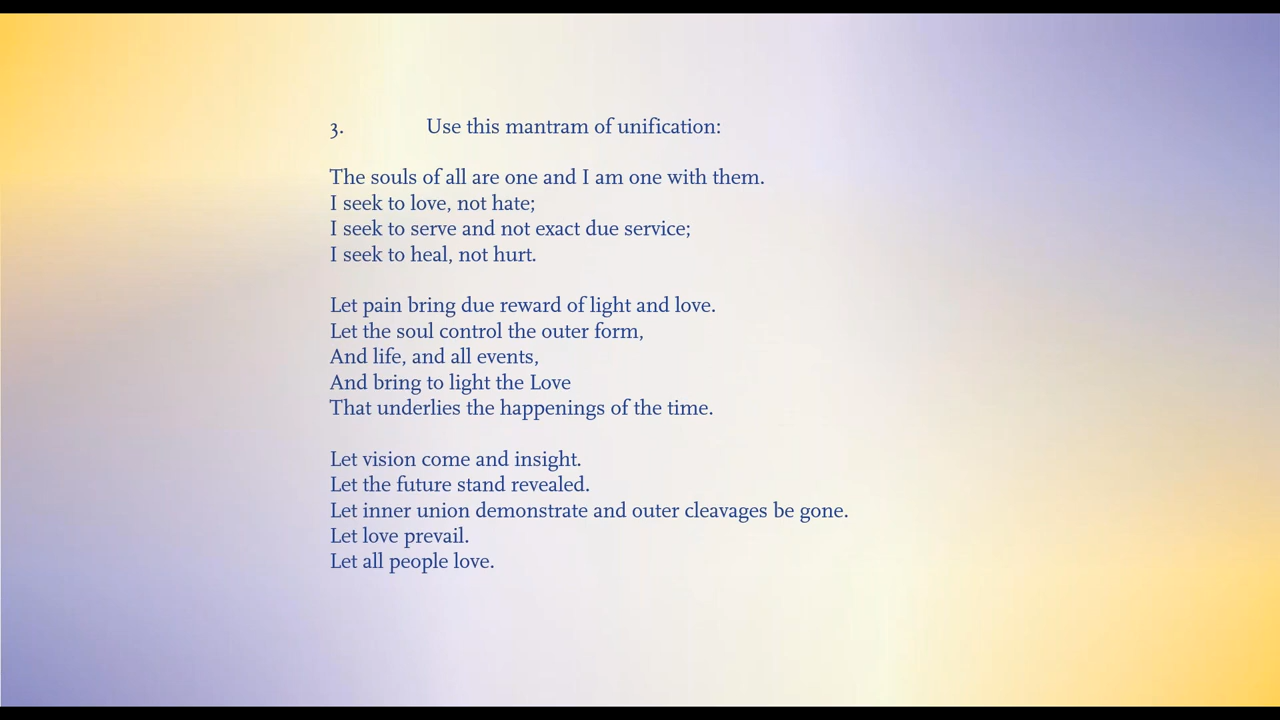 3. Use this mantram of unification:
The souls of all are one and I am one with them.
I seek to love, not hate;
I seek to serve and not exact due service;
I seek to heal, not hurt.
Let pain bring due reward of light and love.
Let the soul control the outer form,
And life, and all events,
And bring to light the Love
That underlies the happenings of the time.
Let vision come and insight.
Let the future stand revealed.
Let inner union demonstrate and outer cleavages be gone.
Let love prevail.
Let all people love.